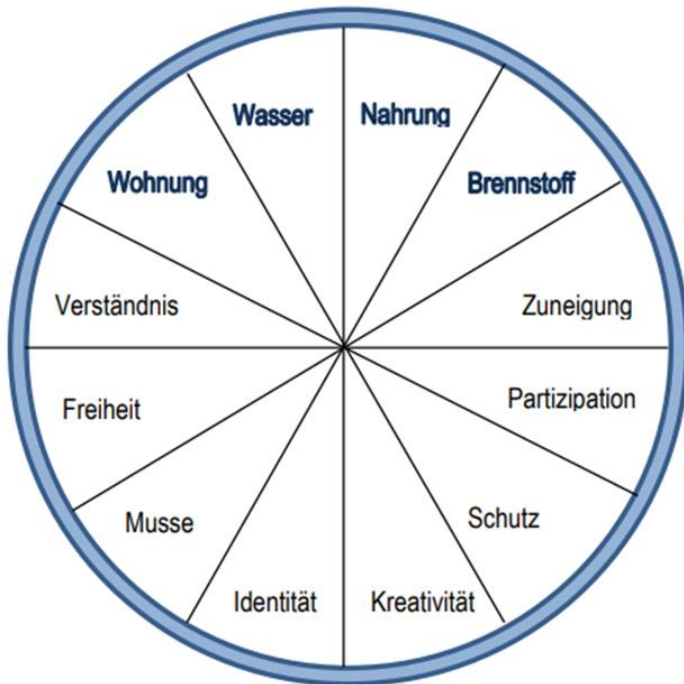 Wasser
Nahrung
Wohnung
Brennstoff
Verständnis
Zuneigung
Freiheit
Partizipation
Musse
Schutz
Identität
Kreativität